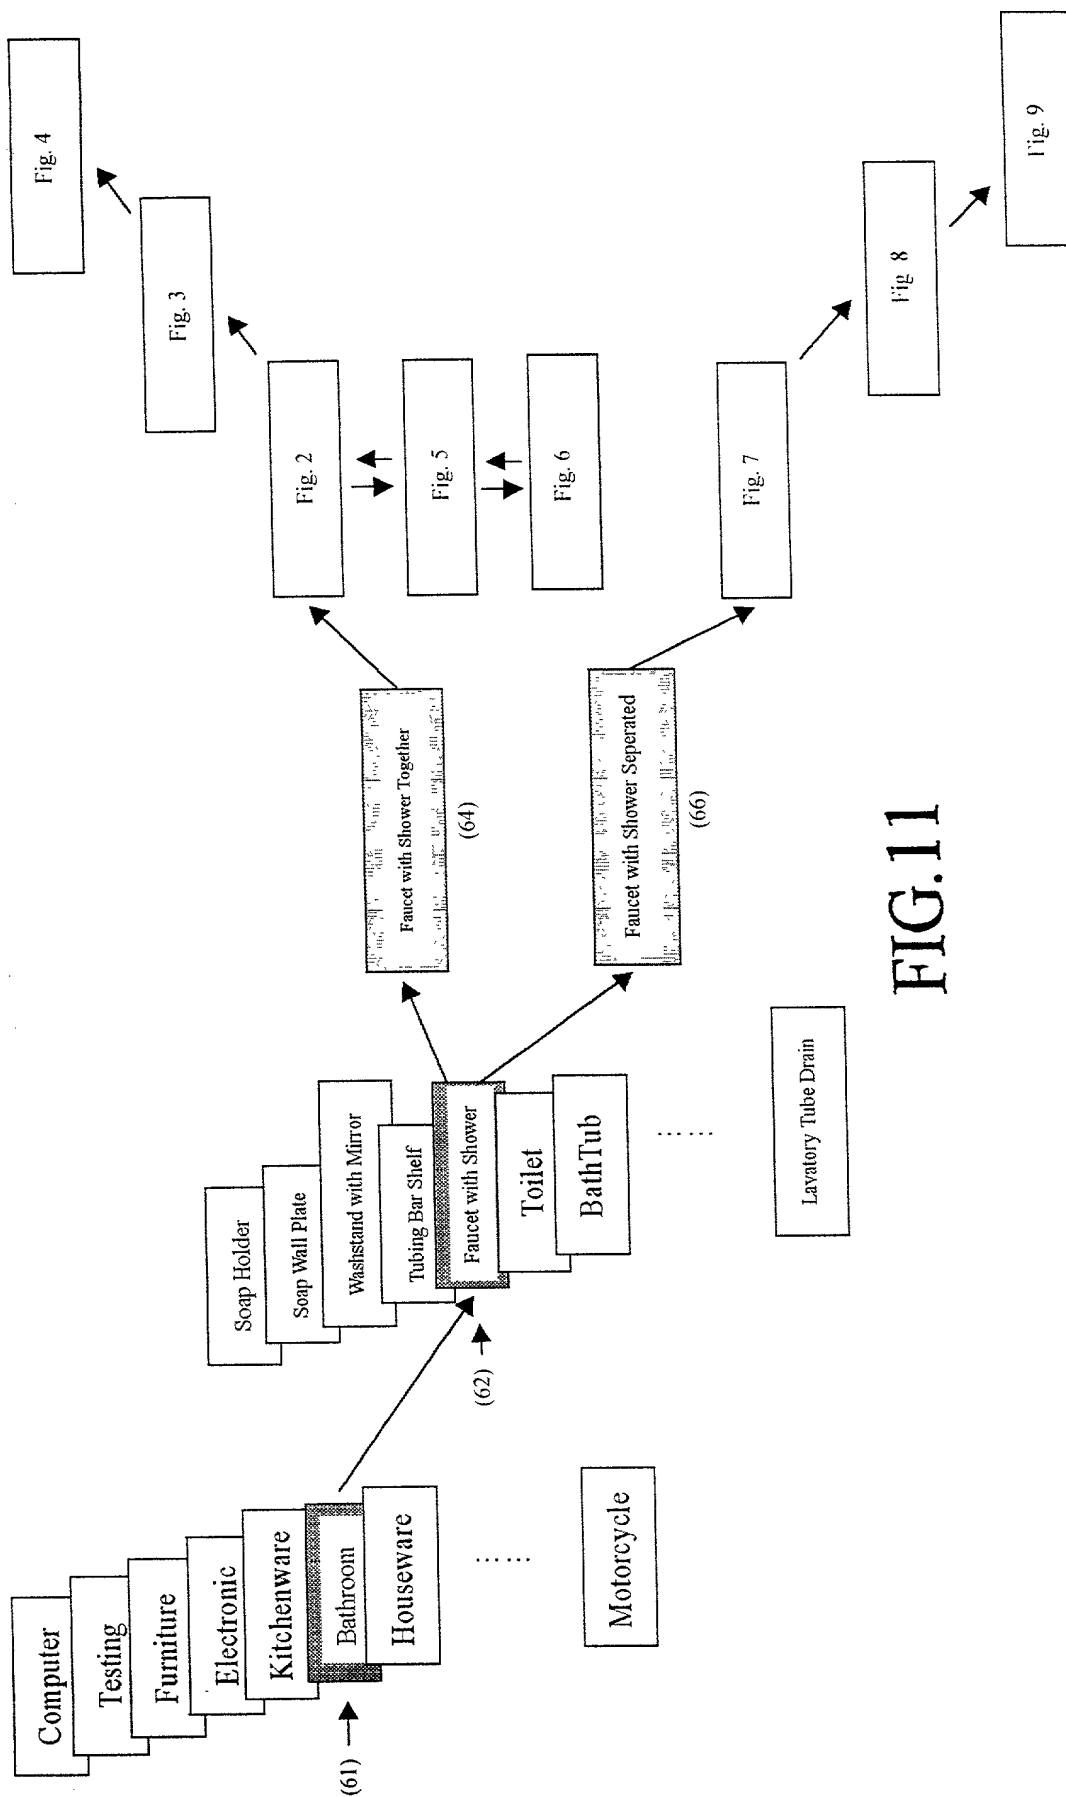 Computer
Testing
Furniture
Electronic
Kitchenware
Bathroom
Houseware
......
Motorcycle
(61)
Soap Holder
Soap Wall Plate
Washstand with Mirror
Tubing Bar Shelf
Faucet with Shower
Toilet
BathTub
......
Lavatory Tube Drain
(62)
Faucet with Shower Together
(64)
Faucet with Shower Seperated
(66)
Fig. 2
Fig. 5
Fig. 6
Fig. 7
Fig. 3
Fig. 4
Fig 8
Fig. 9
FIG.11